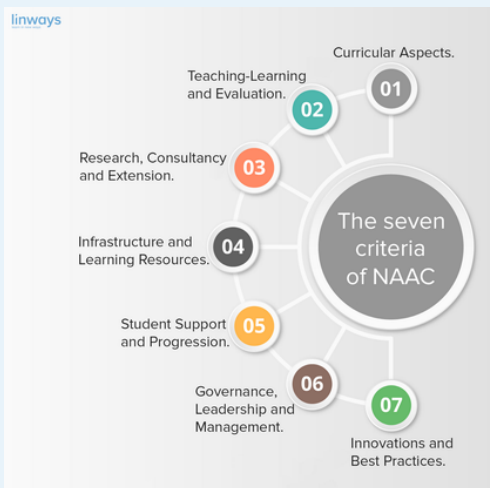 linways
Curricular Aspects.
01
Teaching-Learning
and Evaluation.
02
Research, Consultancy
and Extension.
03
Infrastructure and
Learning Resources.
04
Student Support
and Progression.
05
Governance,
Leadership and
Management.
06
Innovations and
Best Practices.
07
The seven
criteria
of NAAC